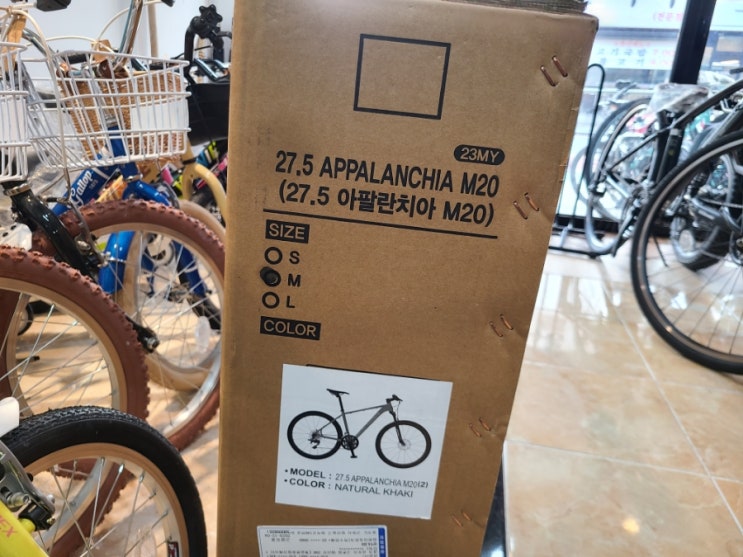 23MY
27.5 APPALANCHIA M20
(27.5 아팔란치아 M20)
SIZE
S
M
L
COLOR
• MODEL : 27.5 APPALANCHIA M20(2)
• COLOR : NATURAL KHAKI